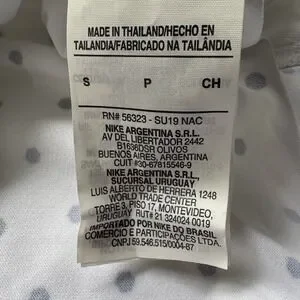 MADE IN THAILAND/HECHO EN
TAILANDIA/FABRICADO NA TAILÂNDIA
S P CH
RN# 56323 - SU19 NAC
NIKE ARGENTINA S.R.L.
AV DEL LIBERTADOR 2442
B1636DSR OLIVOS
BUENOS AIRES, ARGENTINA
CUIT #30-67815546-9
NIKE ARGENTINA S.R.L.,
SUCURSAL URUGUAY
LUIS ALBERTO DE HERRERA 1248
WORLD TRADE CENTER
TORRE 3, PISO 17, MONTEVIDEO,
URUGUAY RUT# 21 324024 0019
IMPORTADO POR NIKE DO BRASIL
COMERCIO E PARTICIPAÇÕES LTDA.
CNPJ 59.546.515/0004-87